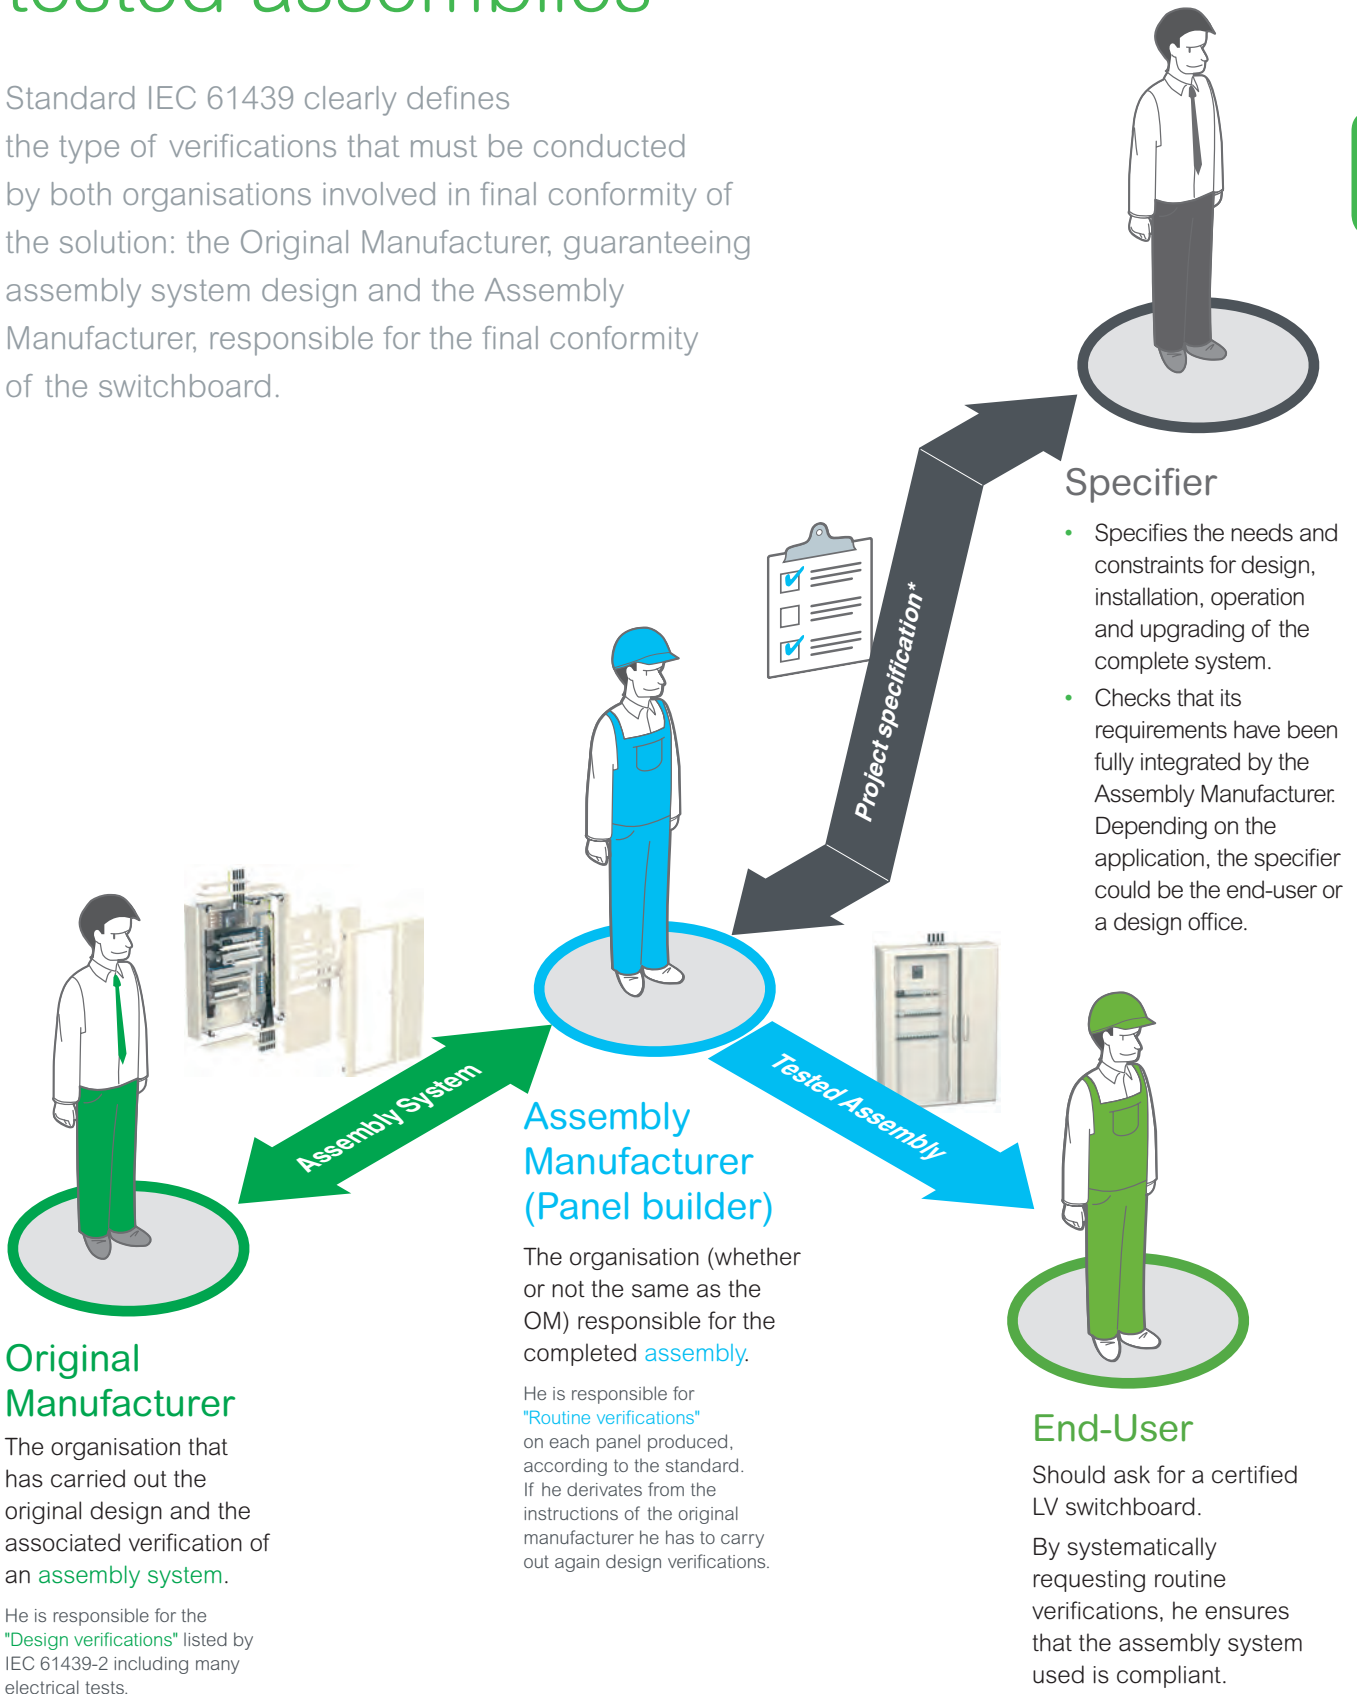 tested assemblies
Standard IEC 61439 clearly defines
the type of verifications that must be conducted
by both organisations involved in final conformity of
the solution: the Original Manufacturer, guaranteeing
assembly system design and the Assembly
Manufacturer, responsible for the final conformity
of the switchboard.
Specifier
• Specifies the needs and
constraints for design,
installation, operation
and upgrading of the
complete system.
• Checks that its
requirements have been
fully integrated by the
Assembly Manufacturer.
Depending on the
application, the specifier
could be the end-user or
a design office.
Project specification*
Assembly System
Tested Assembly
Assembly
Manufacturer
(Panel builder)
The organisation (whether
or not the same as the
OM) responsible for the
completed assembly.
He is responsible for
"Routine verifications"
on each panel produced,
according to the standard.
If he derivates from the
instructions of the original
manufacturer he has to carry
out again design verifications.
Original
Manufacturer
The organisation that
has carried out the
original design and the
associated verification of
an assembly system.
He is responsible for the
"Design verifications" listed by
IEC 61439-2 including many
electrical tests.
End-User
Should ask for a certified
LV switchboard.
By systematically
requesting routine
verifications, he ensures
that the assembly system
used is compliant.